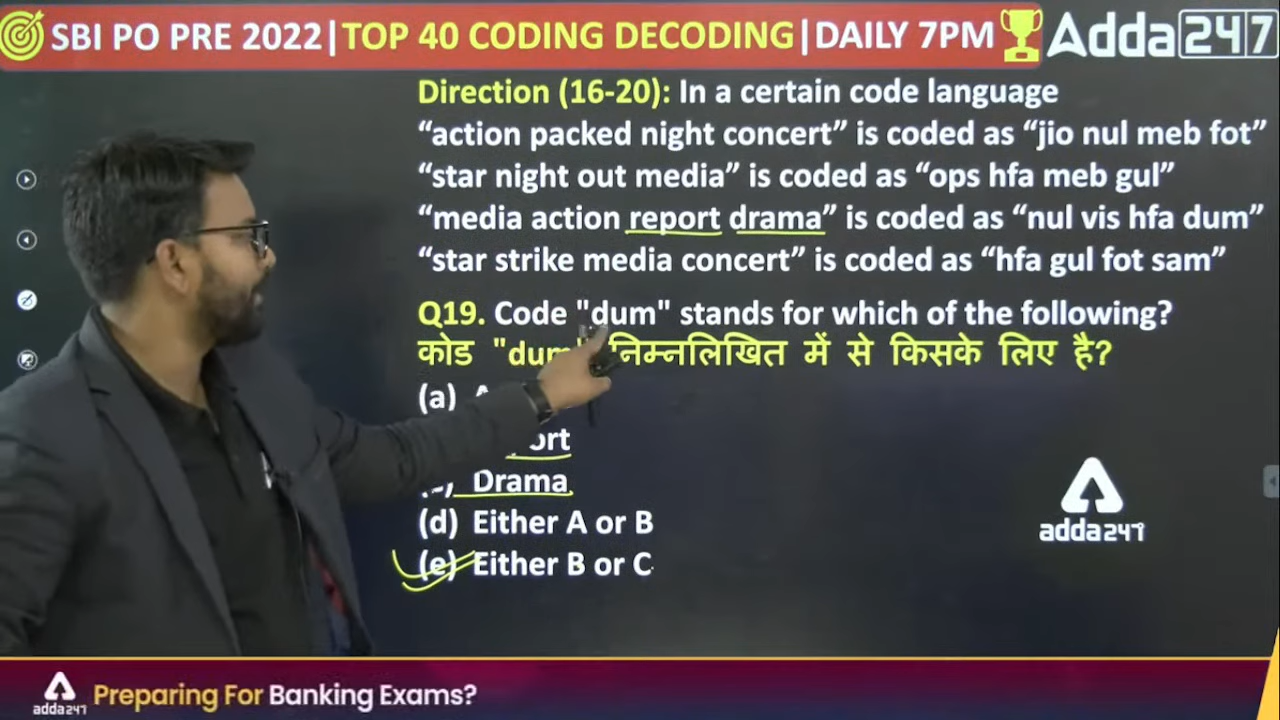 SBI PO PRE 2022|TOP 40 CODING DECODING|DAILY 7PM
Adda247
Direction (16-20): In a certain code language
“action packed night concert” is coded as “jio nul meb fot”
“star night out media” is coded as “ops hfa meb gul”
“media action report drama” is coded as “nul vis hfa dum”
“star strike media concert” is coded as “hfa gul fot sam”
Q19. Code "dum" stands for which of the following?
कोड "dum" निम्नलिखित में से किसके लिए है?
(a)
Drama
(d) Either A or B
(e) Either B or C
adda247
adda247
Preparing For Banking Exams?